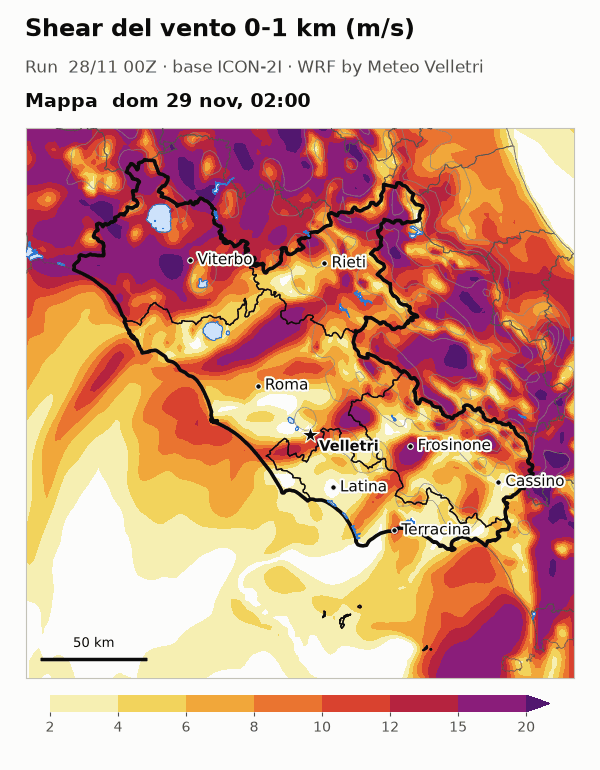 Shear del vento 0-1 km (m/s)
Run  28/11 00Z · base ICON-2I · WRF by Meteo Velletri
Mappa  dom 29 nov, 02:00
Viterbo
Rieti
Roma
Velletri
Frosinone
Cassino
Latina
Terracina
50 km
2 4 6 8 10 12 15 20